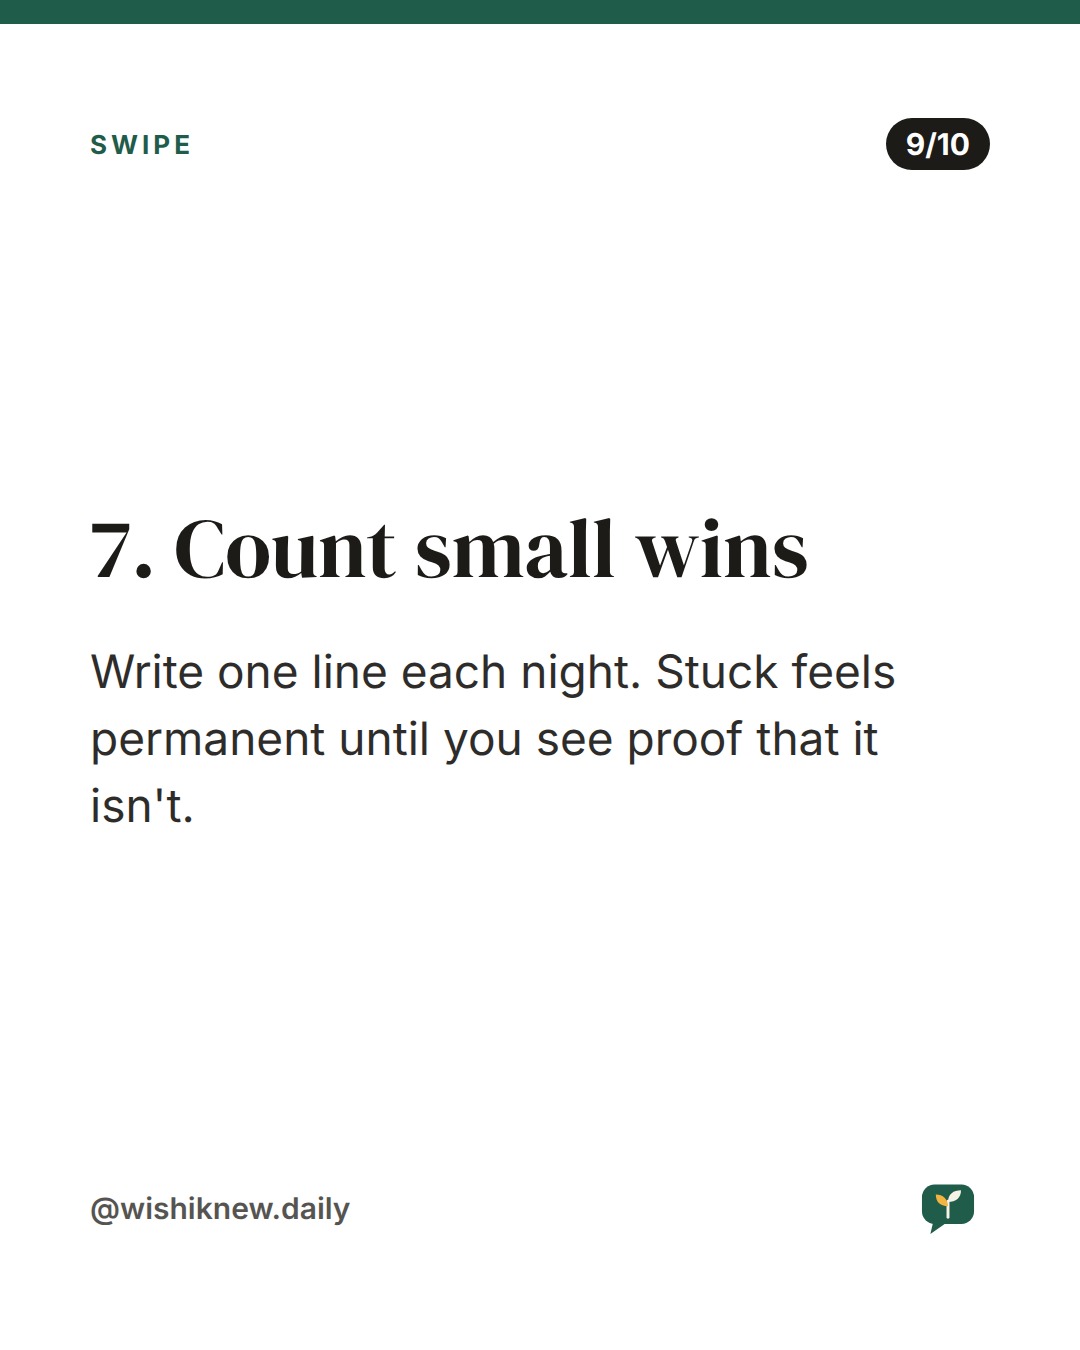 SWIPE
9/10
7. Count small wins
Write one line each night. Stuck feels
permanent until you see proof that it
isn't.
@wishiknew.daily